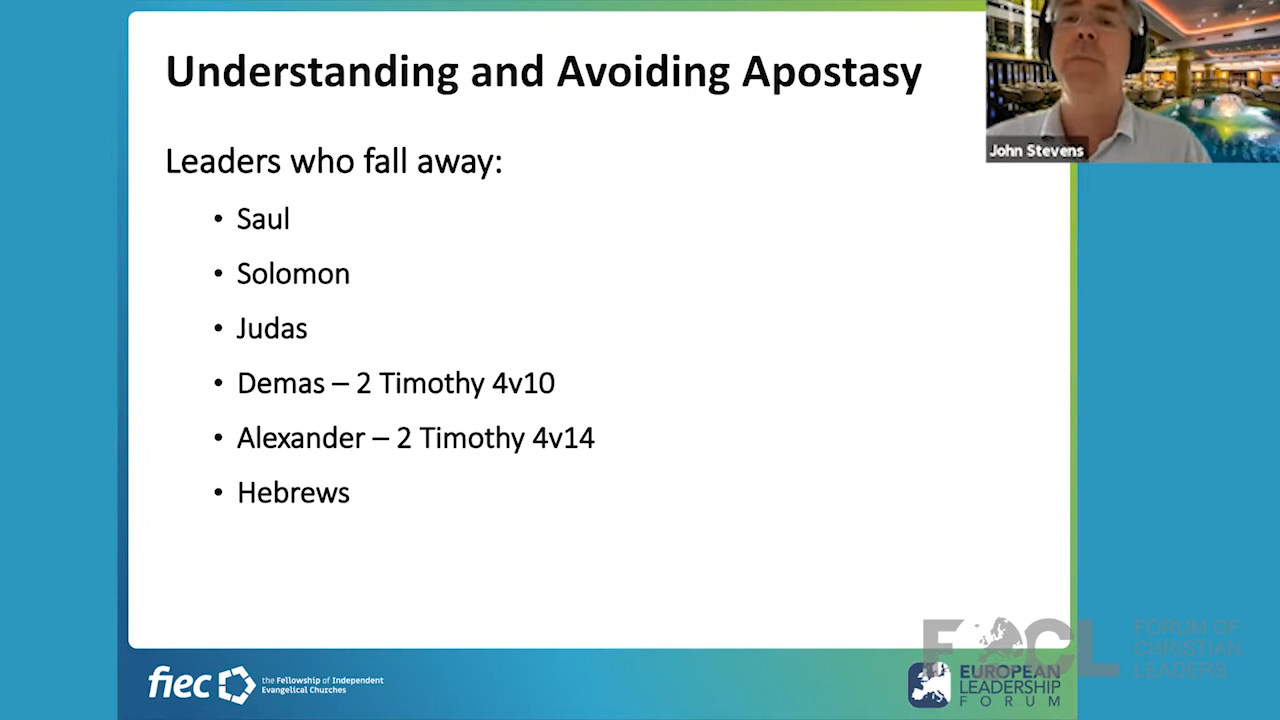 Understanding and Avoiding Apostasy
Leaders who fall away:
• Saul
• Solomon
• Judas
• Demas – 2 Timothy 4v10
• Alexander – 2 Timothy 4v14
• Hebrews
John Stevens
fiec
the Fellowship of Independent
Evangelical Churches
EUROPEAN
LEADERSHIP
FORUM
FOCL
FORUM OF
CHRISTIAN
LEADERS